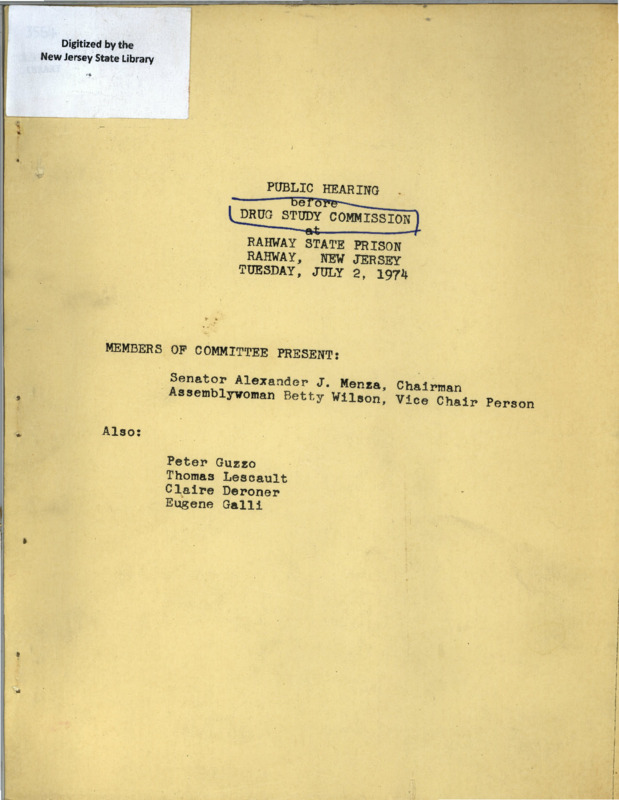 Digitized by the
New Jersey State Library
PUBLIC HEARING
before
DRUG STUDY COMMISSION
at
RAHWAY STATE PRISON
RAHWAY, NEW JERSEY
TUESDAY, JULY 2, 1974
MEMBERS OF COMMITTEE PRESENT:
Senator Alexander J. Menza, Chairman
Assemblywoman Betty Wilson, Vice Chair Person
Also:
Peter Guzzo
Thomas Lescault
Claire Deroner
Eugene Galli